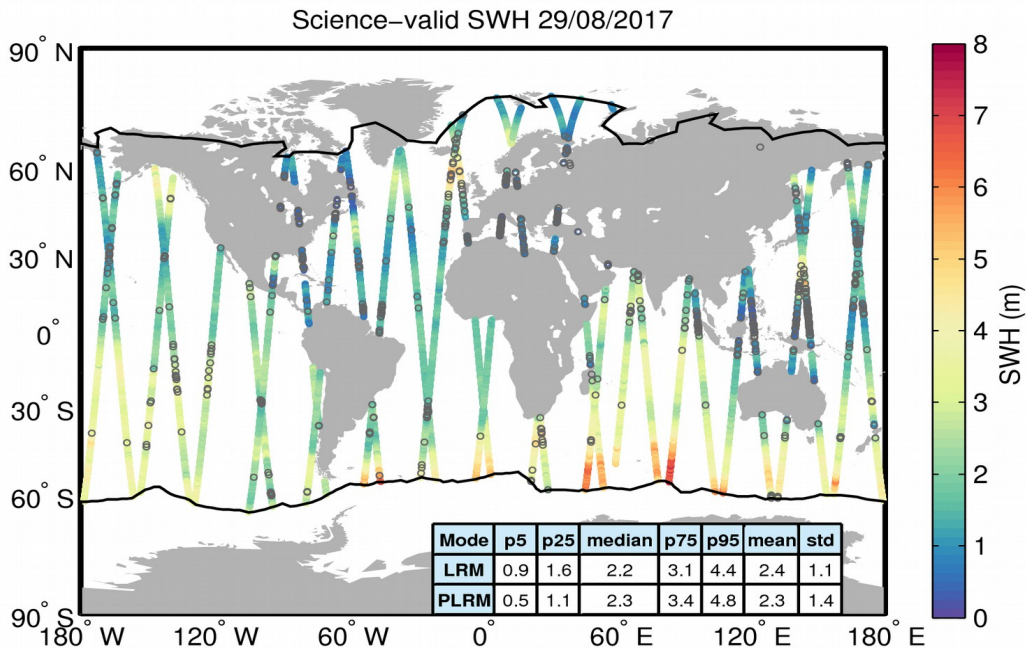 Science−valid SWH 29/08/2017
90° N
60° N
30° N
0°
30° S
60° S
90° S
180° W
120° W
60° W
0°
60° E
120° E
180° E
Mode p5 p25 median p75 p95 mean std
LRM 0.9 1.6 2.2 3.1 4.4 2.4 1.1
PLRM 0.5 1.1 2.3 3.4 4.8 2.3 1.4
8
7
6
5
4
3
2
1
0
SWH (m)